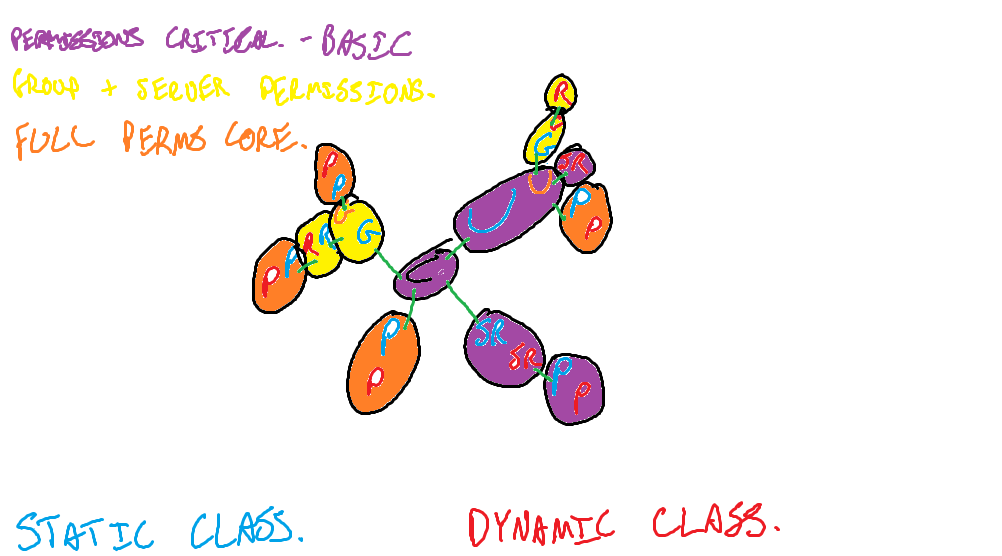 PERMISSIONS CRITICAL. - BASIC
GROUP + SERVER PERMISSIONS.
FULL PERMS CORE.
R
G
SR
U U
P
P
P
P
G
R R
P P
C
P
P
SR
SR
P
P
STATIC CLASS.
DYNAMIC CLASS.